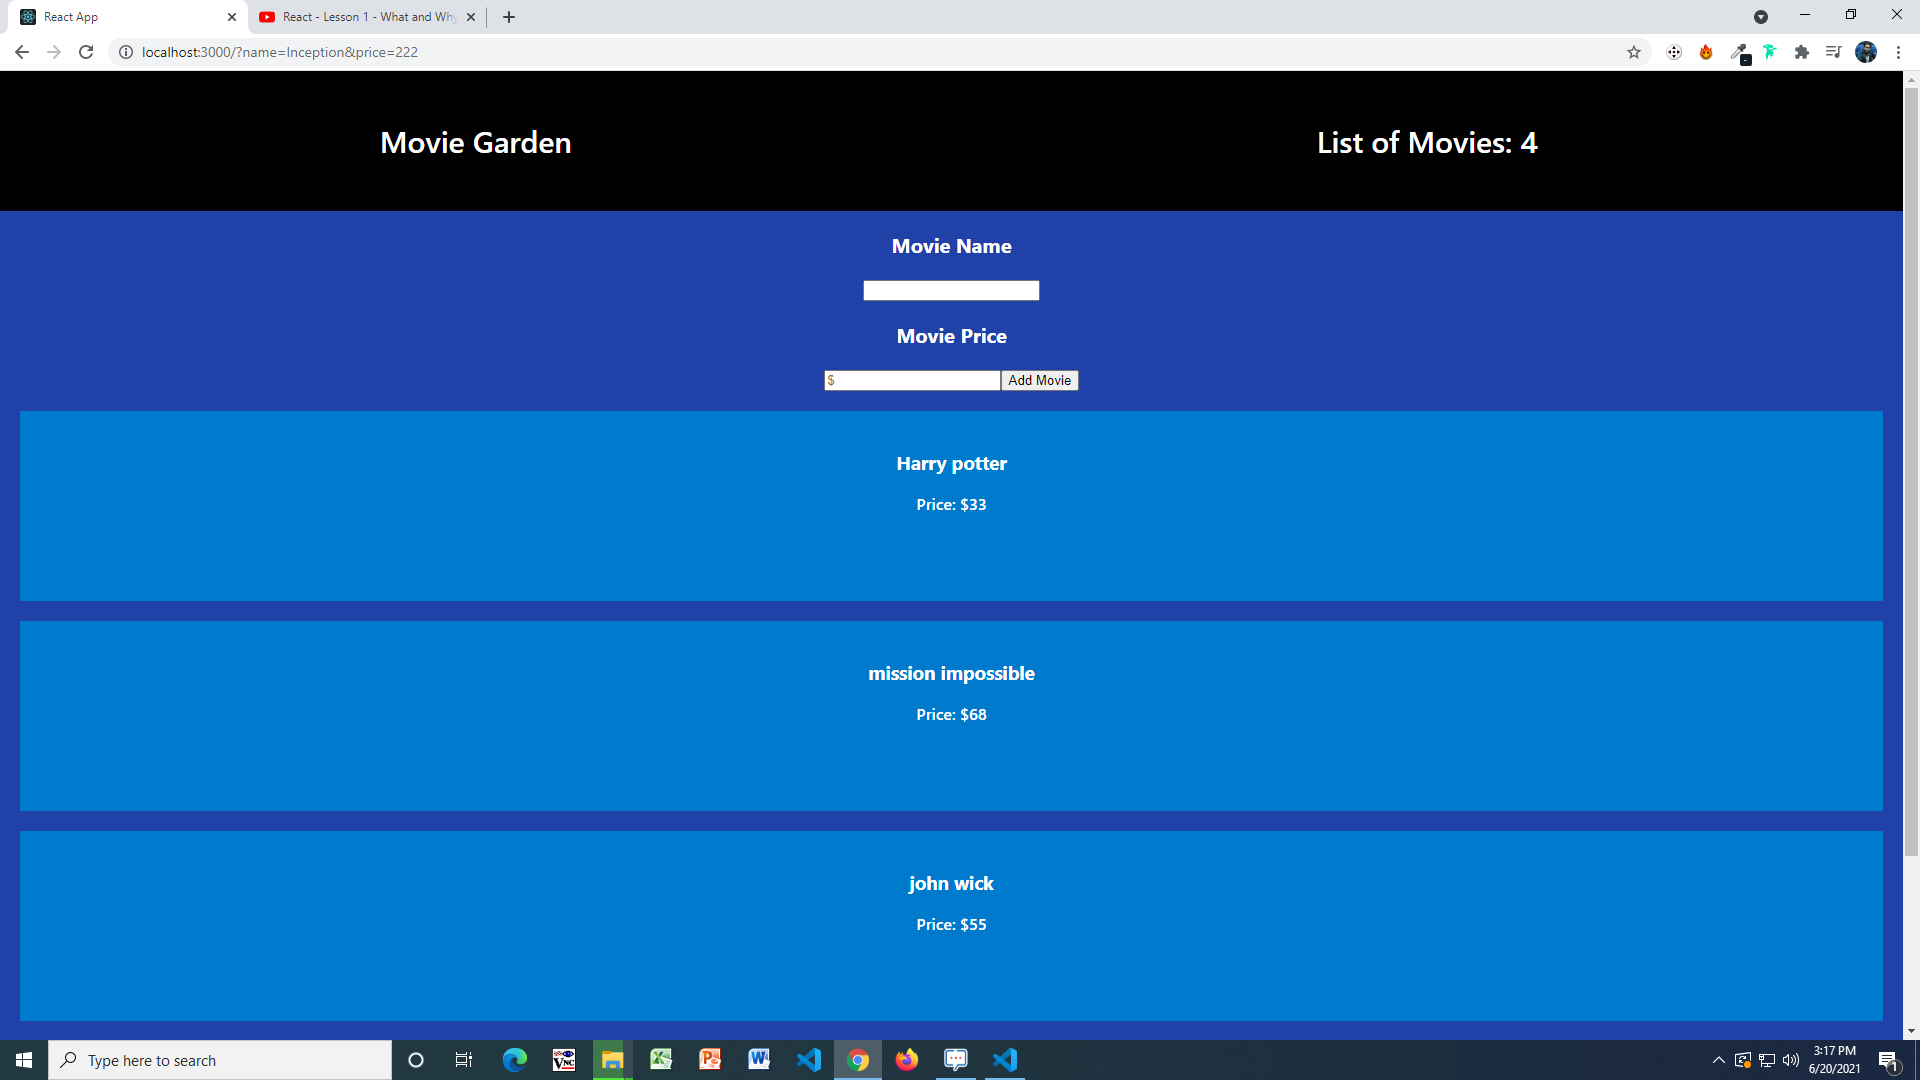 React App
React - Lesson 1 - What and Why
localhost:3000/?name=Inception&price=222
Movie Garden
List of Movies: 4
Movie Name
Movie Price
$
Add Movie
Harry potter
Price: $33
mission impossible
Price: $68
john wick
Price: $55
Type here to search
3:17 PM
6/20/2021
1